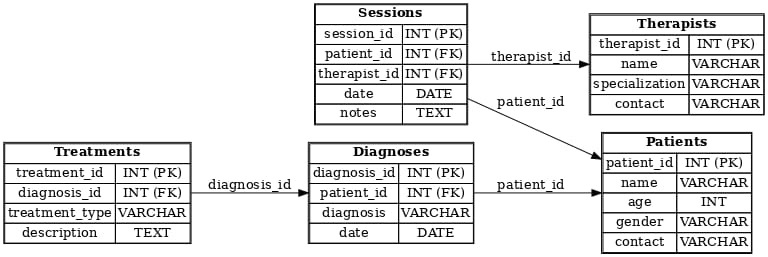 Sessions
session_id INT (PK)
patient_id INT (FK)
therapist_id INT (FK)
date DATE
notes TEXT
therapist_id
patient_id
Therapists
therapist_id INT (PK)
name VARCHAR
specialization VARCHAR
contact VARCHAR
Treatments
treatment_id INT (PK)
diagnosis_id INT (FK)
treatment_type VARCHAR
description TEXT
diagnosis_id
Diagnoses
diagnosis_id INT (PK)
patient_id INT (FK)
diagnosis VARCHAR
date DATE
patient_id
Patients
patient_id INT (PK)
name VARCHAR
age INT
gender VARCHAR
contact VARCHAR